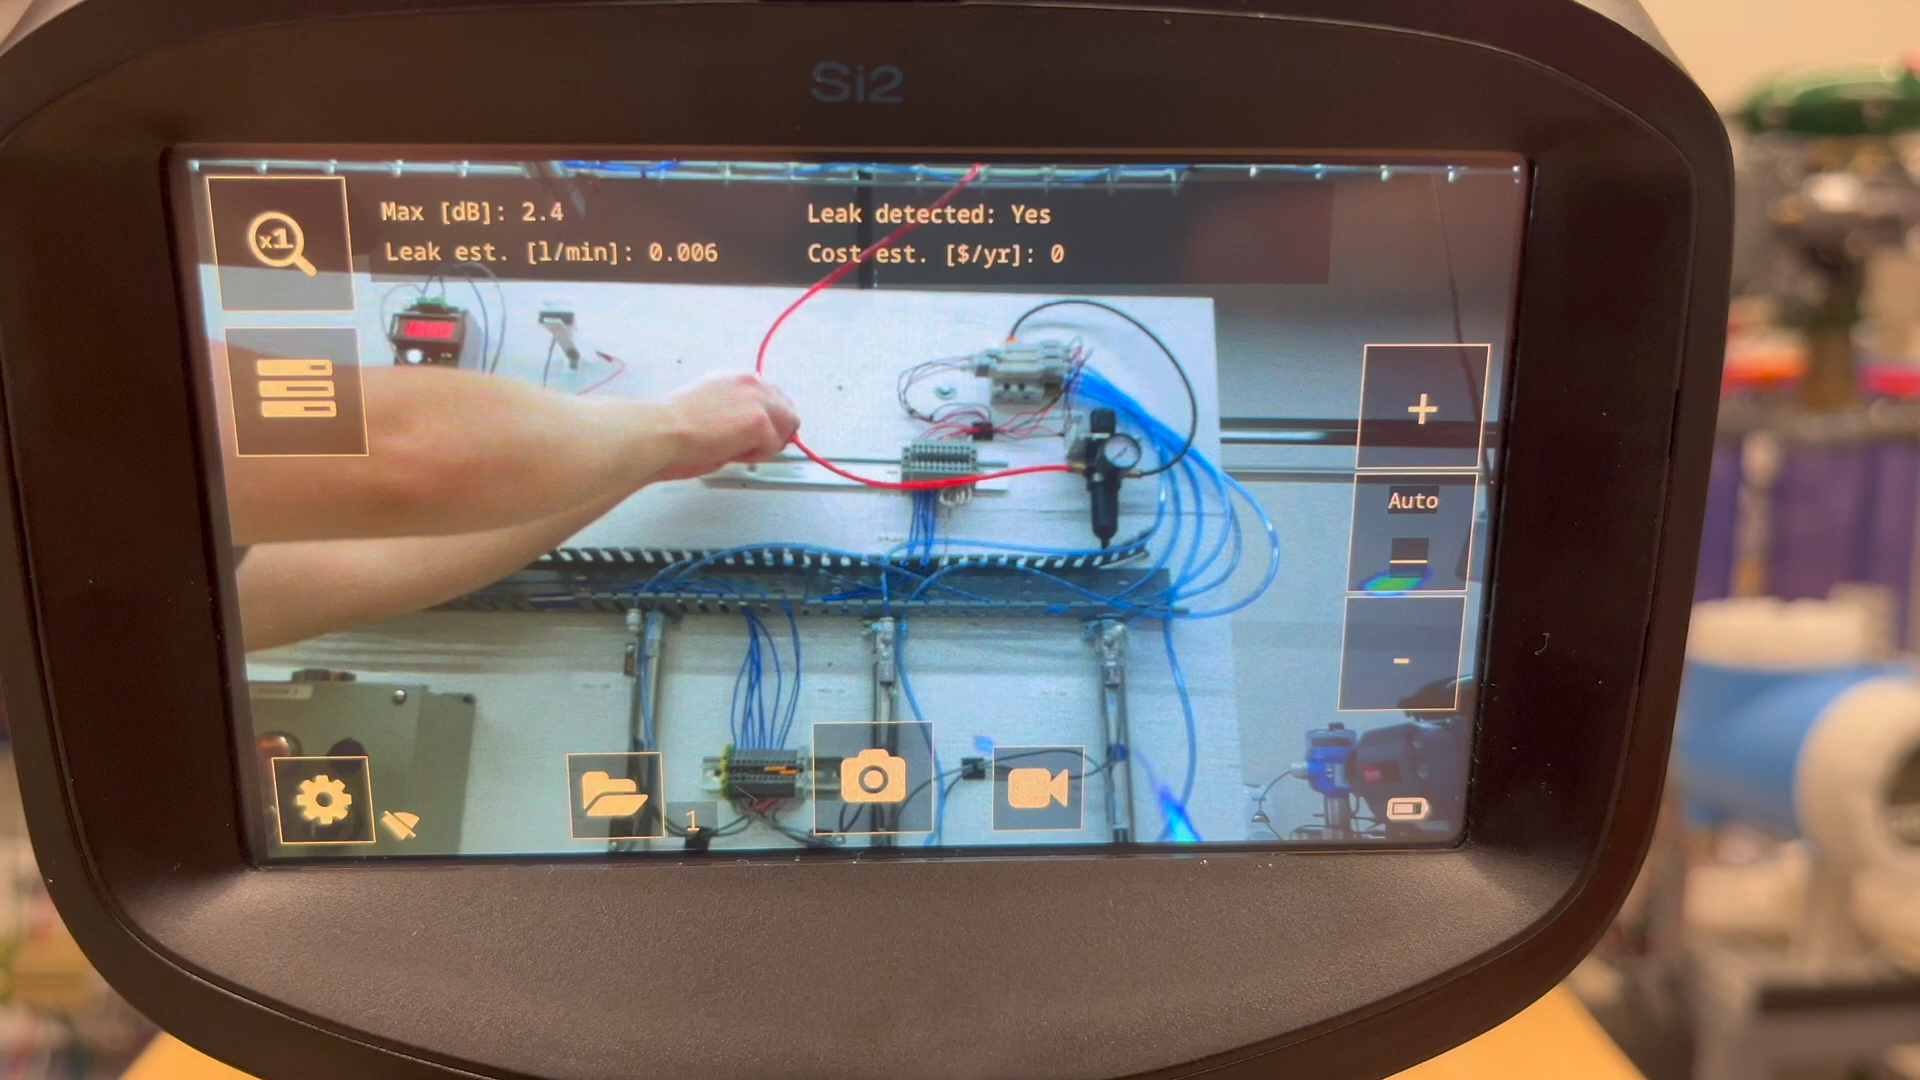 Si2
x1
Max [dB]: 2.4
Leak detected: Yes
Leak est. [l/min]: 0.006
Cost est. [$/yr]: 0
+
Auto
-
1